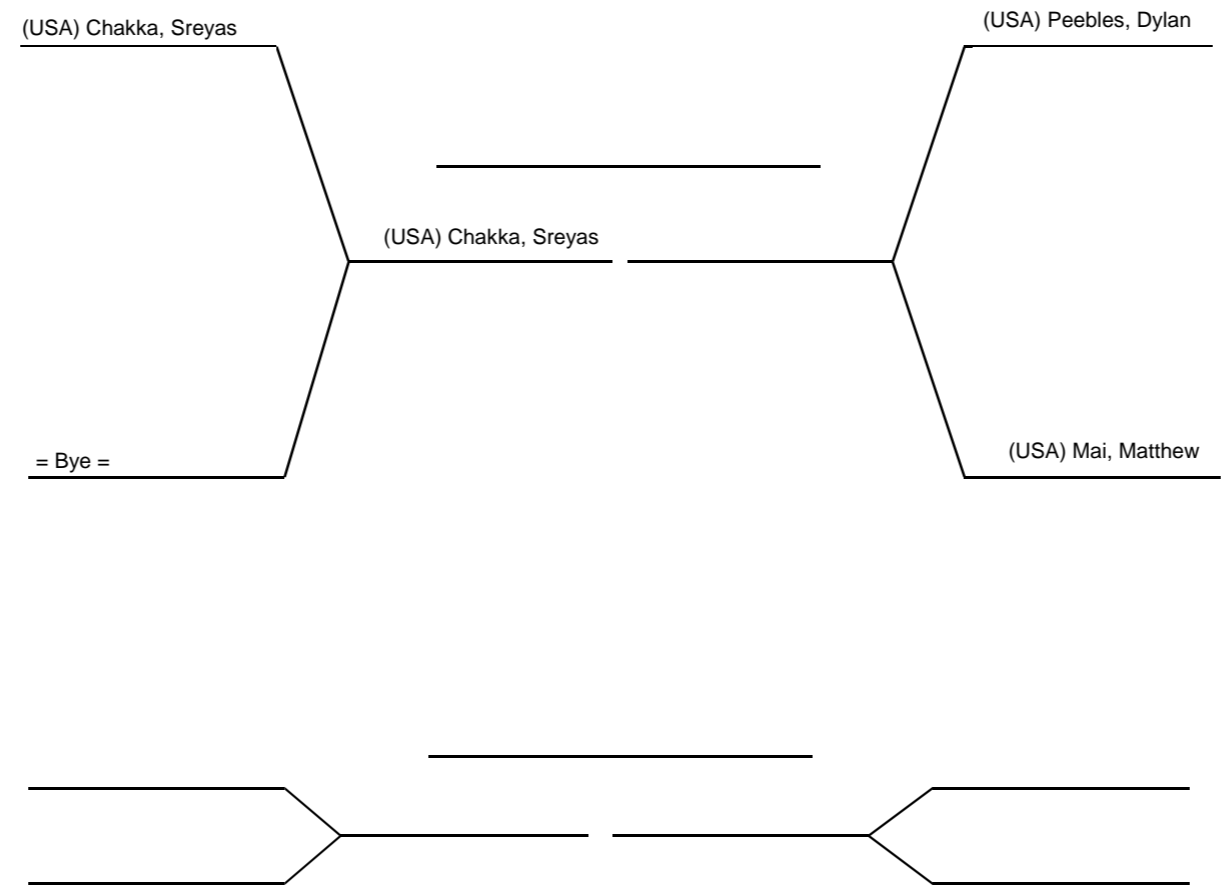 (USA) Chakka, Sreyas
(USA) Peebles, Dylan
(USA) Chakka, Sreyas
= Bye =
(USA) Mai, Matthew